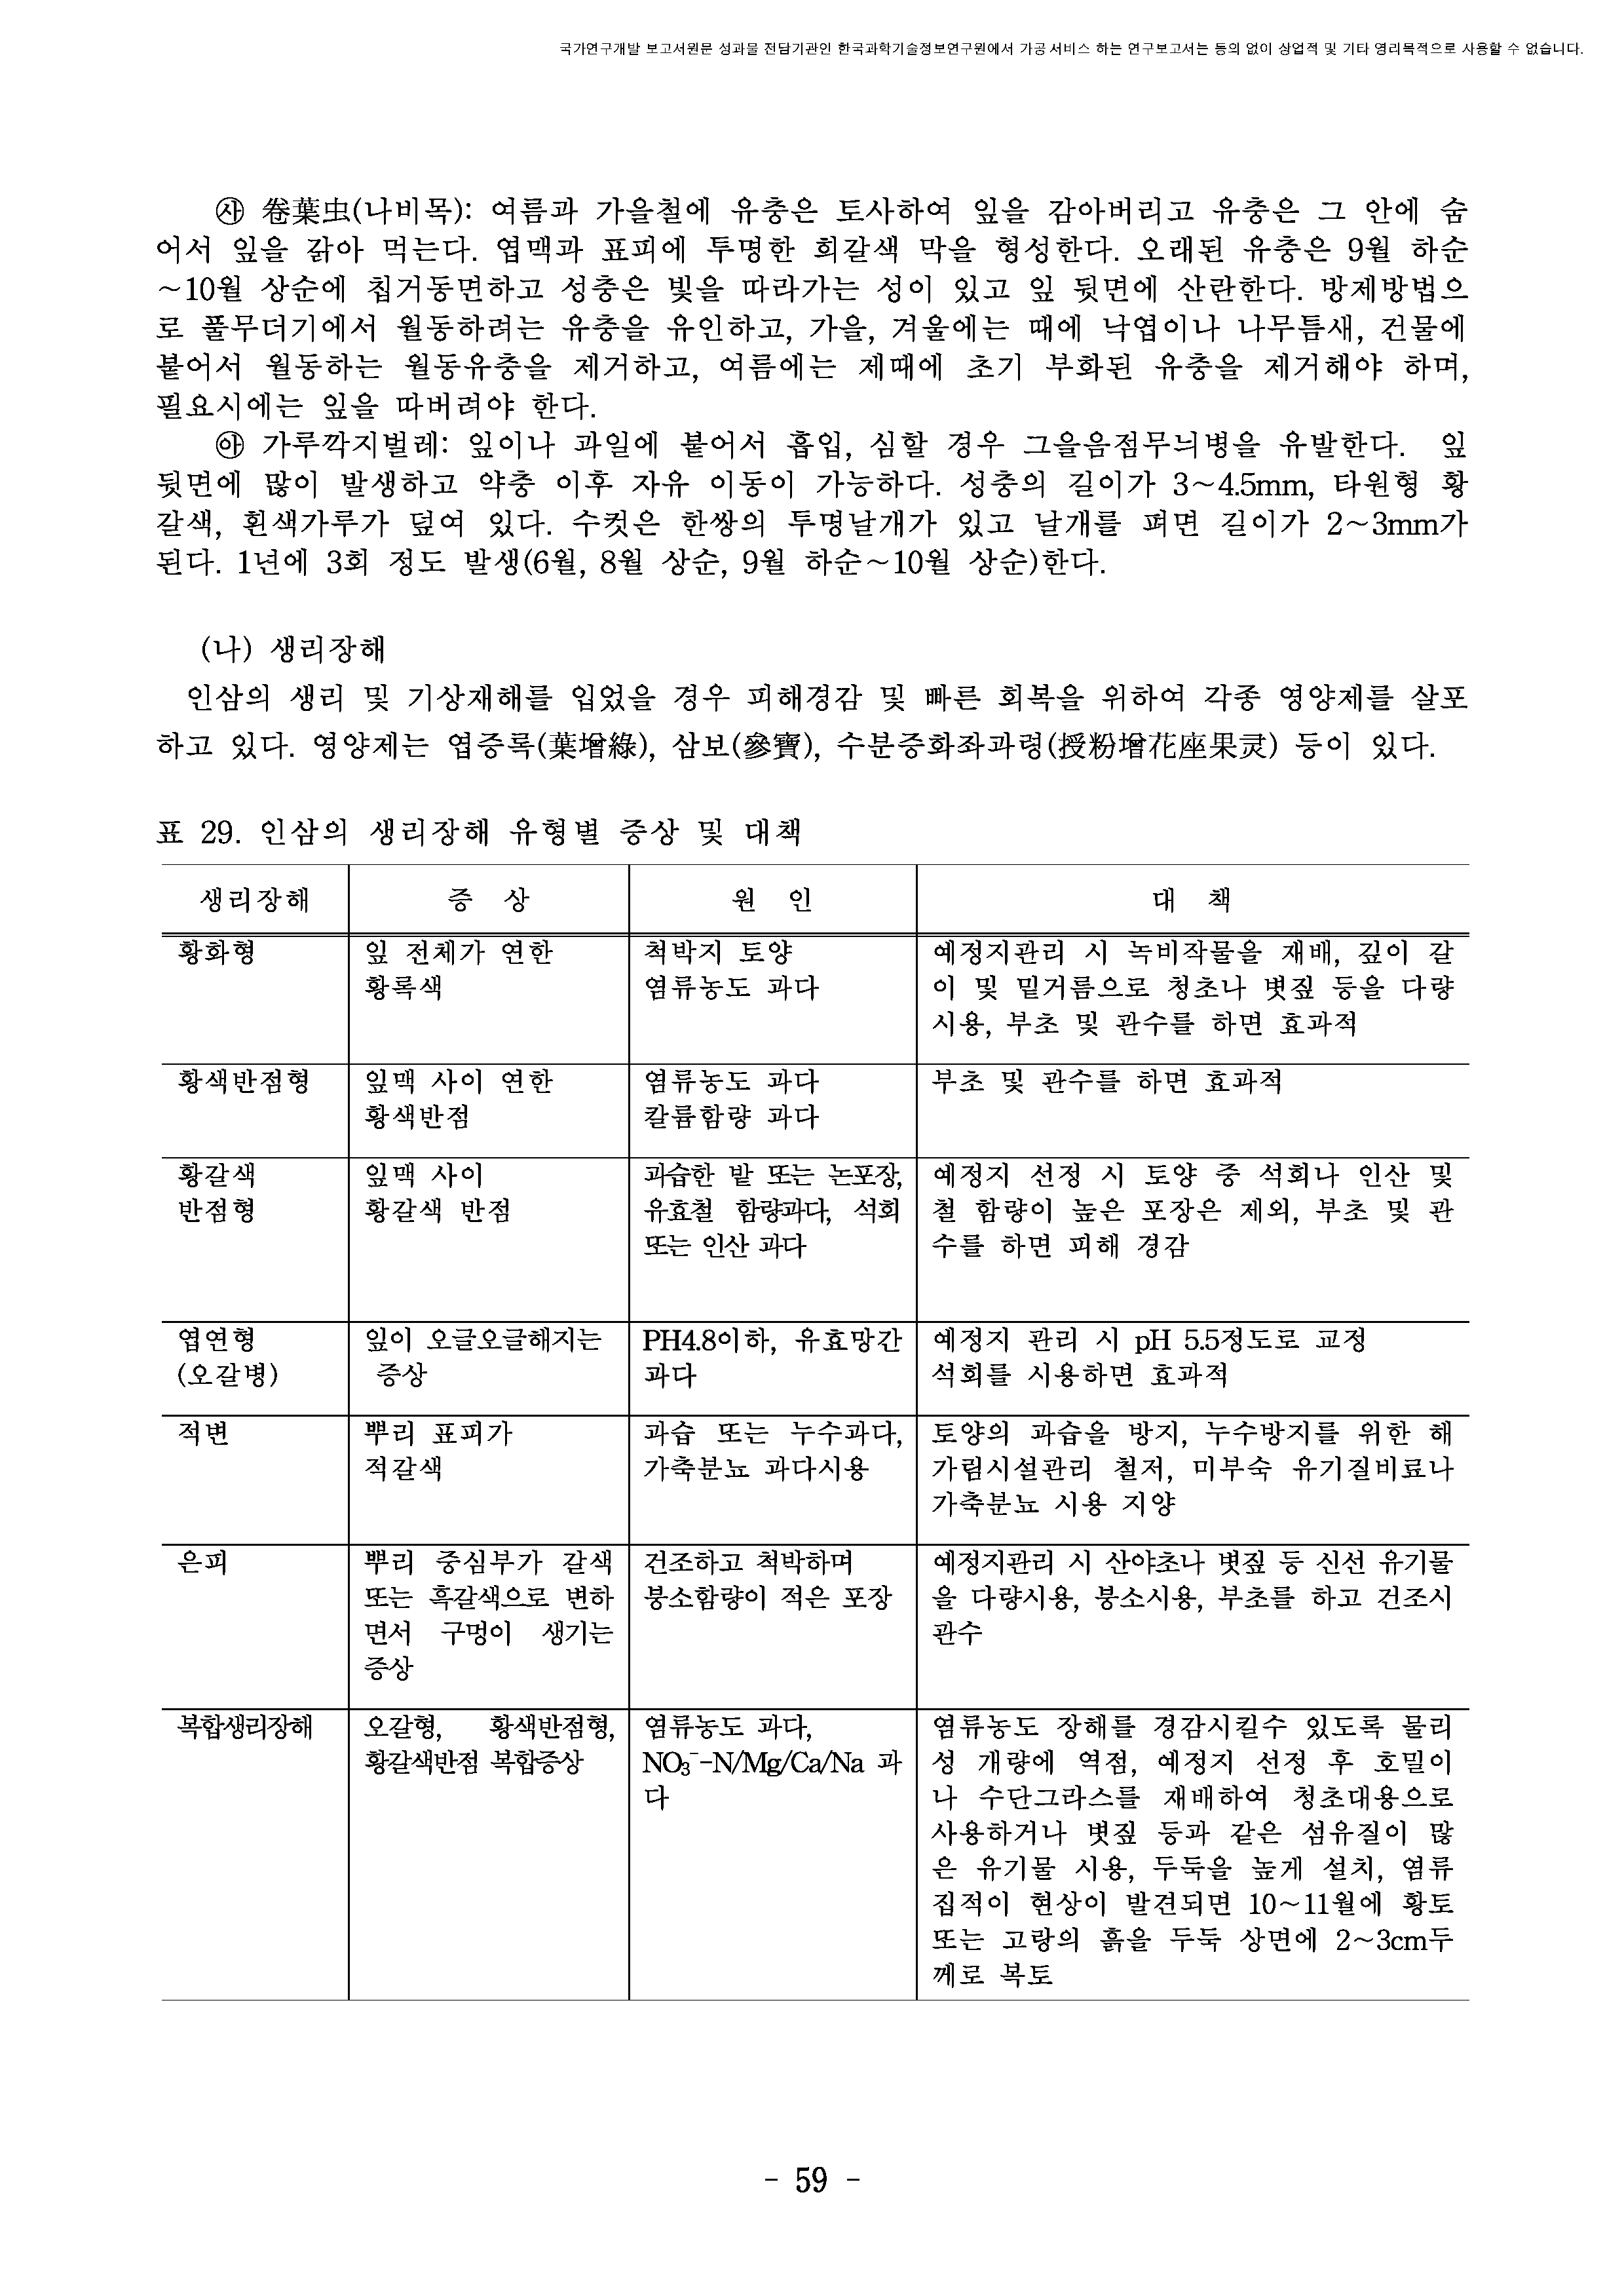 국가연구개발 보고서원문 성과물 전담기관인 한국과학기술정보연구원에서 가공·서비스 하는 연구보고서는 동의 없이 상업적 및 기타 영리목적으로 사용할 수 없습니다.
㉴ 卷葉虫(나비목): 여름과 가을철에 유충은 토사하여 잎을 감아버리고 유충은 그 안에 숨
어서 잎을 갉아 먹는다. 엽맥과 표피에 투명한 회갈색 막을 형성한다. 오래된 유충은 9월 하순
~10월 상순에 칩거동면하고 성충은 빛을 따라가는 성이 있고 잎 뒷면에 산란한다. 방제방법으
로 풀무더기에서 월동하려는 유충을 유인하고, 가을, 겨울에는 때에 낙엽이나 나무틈새, 건물에
붙어서 월동하는 월동유충을 제거하고, 여름에는 제때에 초기 부화된 유충을 제거해야 하며,
필요시에는 잎을 따버려야 한다.
㉵ 가루깍지벌레: 잎이나 과일에 붙어서 흡입, 심할 경우 그을음점무늬병을 유발한다. 잎
뒷면에 많이 발생하고 약충 이후 자유 이동이 가능하다. 성충의 길이가 3~4.5mm, 타원형 황
갈색, 흰색가루가 덮여 있다. 수컷은 한쌍의 투명날개가 있고 날개를 펴면 길이가 2~3mm가
된다. 1년에 3회 정도 발생(6월, 8월 상순, 9월 하순~10월 상순)한다.
(나) 생리장해
인삼의 생리 및 기상재해를 입었을 경우 피해경감 및 빠른 회복을 위하여 각종 영양제를 살포
하고 있다. 영양제는 엽증록(葉增綠), 삼보(參寶), 수분증화좌과령(授粉增花座果灵) 등이 있다.
표 29. 인삼의 생리장해 유형별 증상 및 대책
생리장해 증 상 원 인 대 책
황화형 잎 전체가 연한 척박지 토양 예정지관리 시 녹비작물을 재배, 깊이 갈
황록색 염류농도 과다 이 및 밑거름으로 청초나 볏짚 등을 다량
시용, 부초 및 관수를 하면 효과적
황색반점형 잎맥 사이 연한 염류농도 과다 부초 및 관수를 하면 효과적
황색반점 칼륨함량 과다
황갈색 잎맥 사이 과습한 밭 또는 논포장, 예정지 선정 시 토양 중 석회나 인산 및
반점형 황갈색 반점 유효철 함량과다, 석회 철 함량이 높은 포장은 제외, 부초 및 관
또는 인산 과다 수를 하면 피해 경감
엽연형 잎이 오글오글해지는 PH4.8이하, 유효망간 예정지 관리 시 pH 5.5정도로 교정
(오갈병) 증상 과다 석회를 시용하면 효과적
적변 뿌리 표피가 과습 또는 누수과다, 토양의 과습을 방지, 누수방지를 위한 해
적갈색 가축분뇨 과다시용 가림시설관리 철저, 미부숙 유기질비료나
가축분뇨 시용 지양
은피 뿌리 중심부가 갈색 건조하고 척박하며 예정지관리 시 산야초나 볏짚 등 신선 유기물
또는 흑갈색으로 변하 붕소함량이 적은 포장 을 다량시용, 붕소시용, 부초를 하고 건조시
면서 구멍이 생기는 관수
증상
복합생리장해 오갈형, 황색반점형, 염류농도 과다, 염류농도 장해를 경감시킬수 있도록 물리
황갈색반점 복합증상 NO₃⁻-N/Mg/Ca/Na 과 성 개량에 역점, 예정지 선정 후 호밀이
다 나 수단그라스를 재배하여 청초대용으로
사용하거나 볏짚 등과 같은 섬유질이 많
은 유기물 시용, 두둑을 높게 설치, 염류
집적이 현상이 발견되면 10~11월에 황토
또는 고랑의 흙을 두둑 상면에 2~3cm두
께로 복토
- 59 -